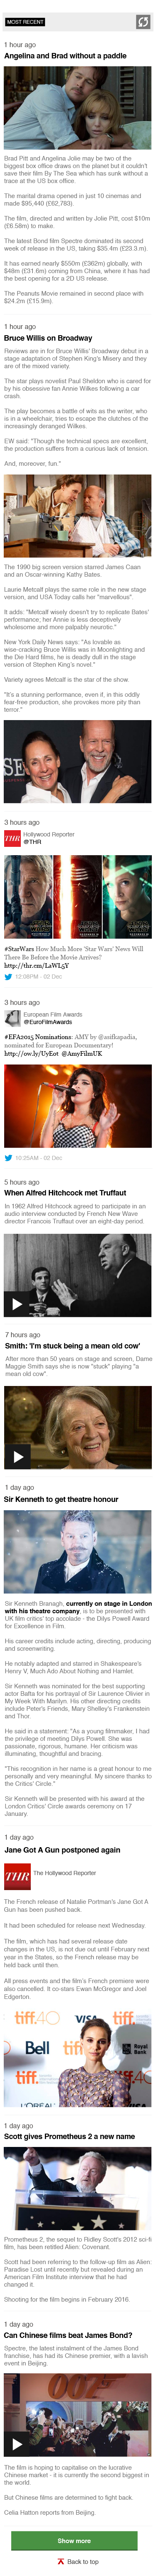 MOST RECENT
1 hour ago
Angelina and Brad without a paddle
Brad Pitt and Angelina Jolie may be two of the
biggest box office draws on the planet but it couldn't
save their film By The Sea which has sunk without a
trace at the US box office.
The marital drama opened in just 10 cinemas and
made $95,440 (£62,783).
The film, directed and written by Jolie Pitt, cost $10m
(£6.58m) to make.
The latest Bond film Spectre dominated its second
week of release in the US, taking $35.4m (£23.3 m).
It has earned nearly $550m (£362m) globally, with
$48m (£31.6m) coming from China, where it has had
the best opening for a 2D US release.
The Peanuts Movie remained in second place with
$24.2m (£15.9m).
1 hour ago
Bruce Willis on Broadway
Reviews are in for Bruce Willis' Broadway debut in a
stage adaptation of Stephen King's Misery and they
are of the mixed variety.
The star plays novelist Paul Sheldon who is cared for
by his obsessive fan Annie Wilkes following a car
crash.
The play becomes a battle of wits as the writer, who
is in a wheelchair, tries to escape the clutches of the
increasingly deranged Wilkes.
EW said: "Though the technical specs are excellent,
the production suffers from a curious lack of tension.
And, moreover, fun."
The 1990 big screen version starred James Caan
and an Oscar-winning Kathy Bates.
Laurie Metcalf plays the same role in the new stage
version, and USA Today calls her "marvellous".
It adds: "Metcalf wisely doesn't try to replicate Bates'
performance; her Annie is less deceptively
wholesome and more palpably neurotic."
New York Daily News says: "As lovable as
wise-cracking Bruce Willis was in Moonlighting and
the Die Hard films, he is deadly dull in the stage
version of Stephen King's novel."
Variety agrees Metcalf is the star of the show.
"It's a stunning performance, even if, in this oddly
fear-free production, she provokes more pity than
terror."
3 hours ago
THR
Hollywood Reporter
@THR
#StarWars How Much More 'Star Wars' News Will
There Be Before the Movie Arrives?
http://thr.cm/LaWL5Y
12:08PM - 02 Dec
3 hours ago
European Film Awards
@EuroFilmAwards
#EFA2015 Nominations: AMY by @asifkapadia,
nominated for European Documentary!
http://ow.ly/UyEot @AmyFilmUK
10:25AM - 02 Dec
5 hours ago
When Alfred Hitchcock met Truffaut
In 1962 Alfred Hitchcock agreed to participate in an
audio interview conducted by French New Wave
director Francois Truffaut over an eight-day period.
7 hours ago
Smith: 'I'm stuck being a mean old cow'
After more than 50 years on stage and screen, Dame
Maggie Smith says she is now "stuck" playing "a
mean old cow".
1 day ago
Sir Kenneth to get theatre honour
Sir Kenneth Branagh, currently on stage in London
with his theatre company, is to be presented with
UK film critics' top accolade - the Dilys Powell Award
for Excellence in Film.
His career credits include acting, directing, producing
and screenwriting.
He notably adapted and starred in Shakespeare's
Henry V, Much Ado About Nothing and Hamlet.
Sir Kenneth was nominated for the best supporting
actor Bafta for his portrayal of Sir Laurence Olivier in
My Week With Marilyn. His other directing credits
include Peter's Friends, Mary Shelley's Frankenstein
and Thor.
He said in a statement: "As a young filmmaker, I had
the privilege of meeting Dilys Powell. She was
passionate, rigorous, humane. Her criticism was
illuminating, thoughtful and bracing.
"This recognition in her name is a great honour to me
personally and very meaningful. My sincere thanks to
the Critics' Circle."
Sir Kenneth will be presented with his award at the
London Critics' Circle awards ceremony on 17
January.
1 day ago
Jane Got A Gun postponed again
THR
The Hollywood Reporter
The French release of Natalie Portman's Jane Got A
Gun has been pushed back.
It had been scheduled for release next Wednesday.
The film, which has had several release date
changes in the US, is not due out until February next
year in the States, so the French release may be
held back until then.
All press events and the film's French premiere were
also cancelled. It co-stars Ewan McGregor and Joel
Edgerton.
tiff.40
VISA
Bell
Royal
Bank
L'ORÉAL
1 day ago
Scott gives Prometheus 2 a new name
Prometheus 2, the sequel to Ridley Scott's 2012 sci-fi
film, has been retitled Alien: Covenant.
Scott had been referring to the follow-up film as Alien:
Paradise Lost until recently but revealed during an
American Film Institute interview that he had
changed it.
Shooting for the film begins in February 2016.
1 day ago
Can Chinese films beat James Bond?
Spectre, the latest instalment of the James Bond
franchise, has had its Chinese premier, with a lavish
event in Beijing.
The film is hoping to capitalise on the lucrative
Chinese market - it is currently the second biggest in
the world.
But Chinese films are determined to fight back.
Celia Hatton reports from Beijing.
Show more
Back to top